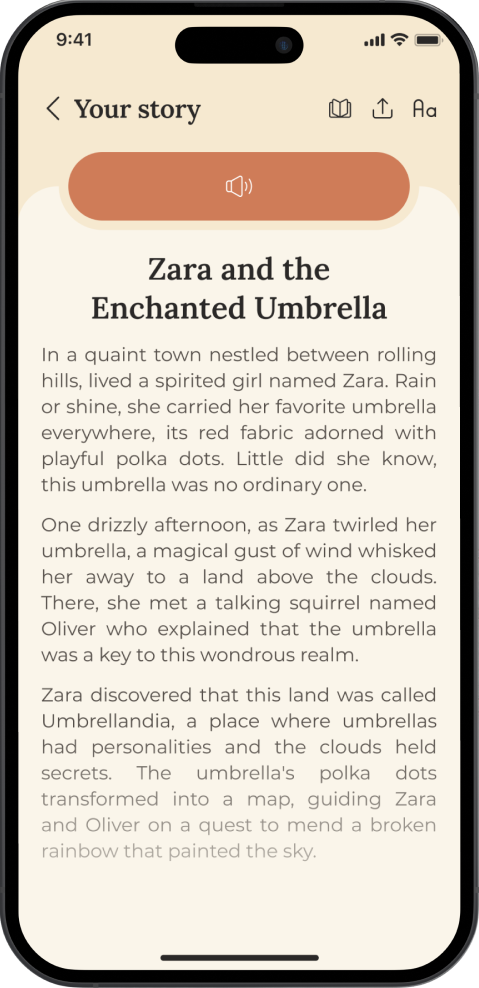 9:41
Your story
Aa
Zara and the
Enchanted Umbrella
In a quaint town nestled between rolling
hills, lived a spirited girl named Zara. Rain
or shine, she carried her favorite umbrella
everywhere, its red fabric adorned with
playful polka dots. Little did she know,
this umbrella was no ordinary one.
One drizzly afternoon, as Zara twirled her
umbrella, a magical gust of wind whisked
her away to a land above the clouds.
There, she met a talking squirrel named
Oliver who explained that the umbrella
was a key to this wondrous realm.
Zara discovered that this land was called
Umbrellandia, a place where umbrellas
had personalities and the clouds held
secrets. The umbrella's polka dots
transformed into a map, guiding Zara
and Oliver on a quest to mend a broken
rainbow that painted the sky.